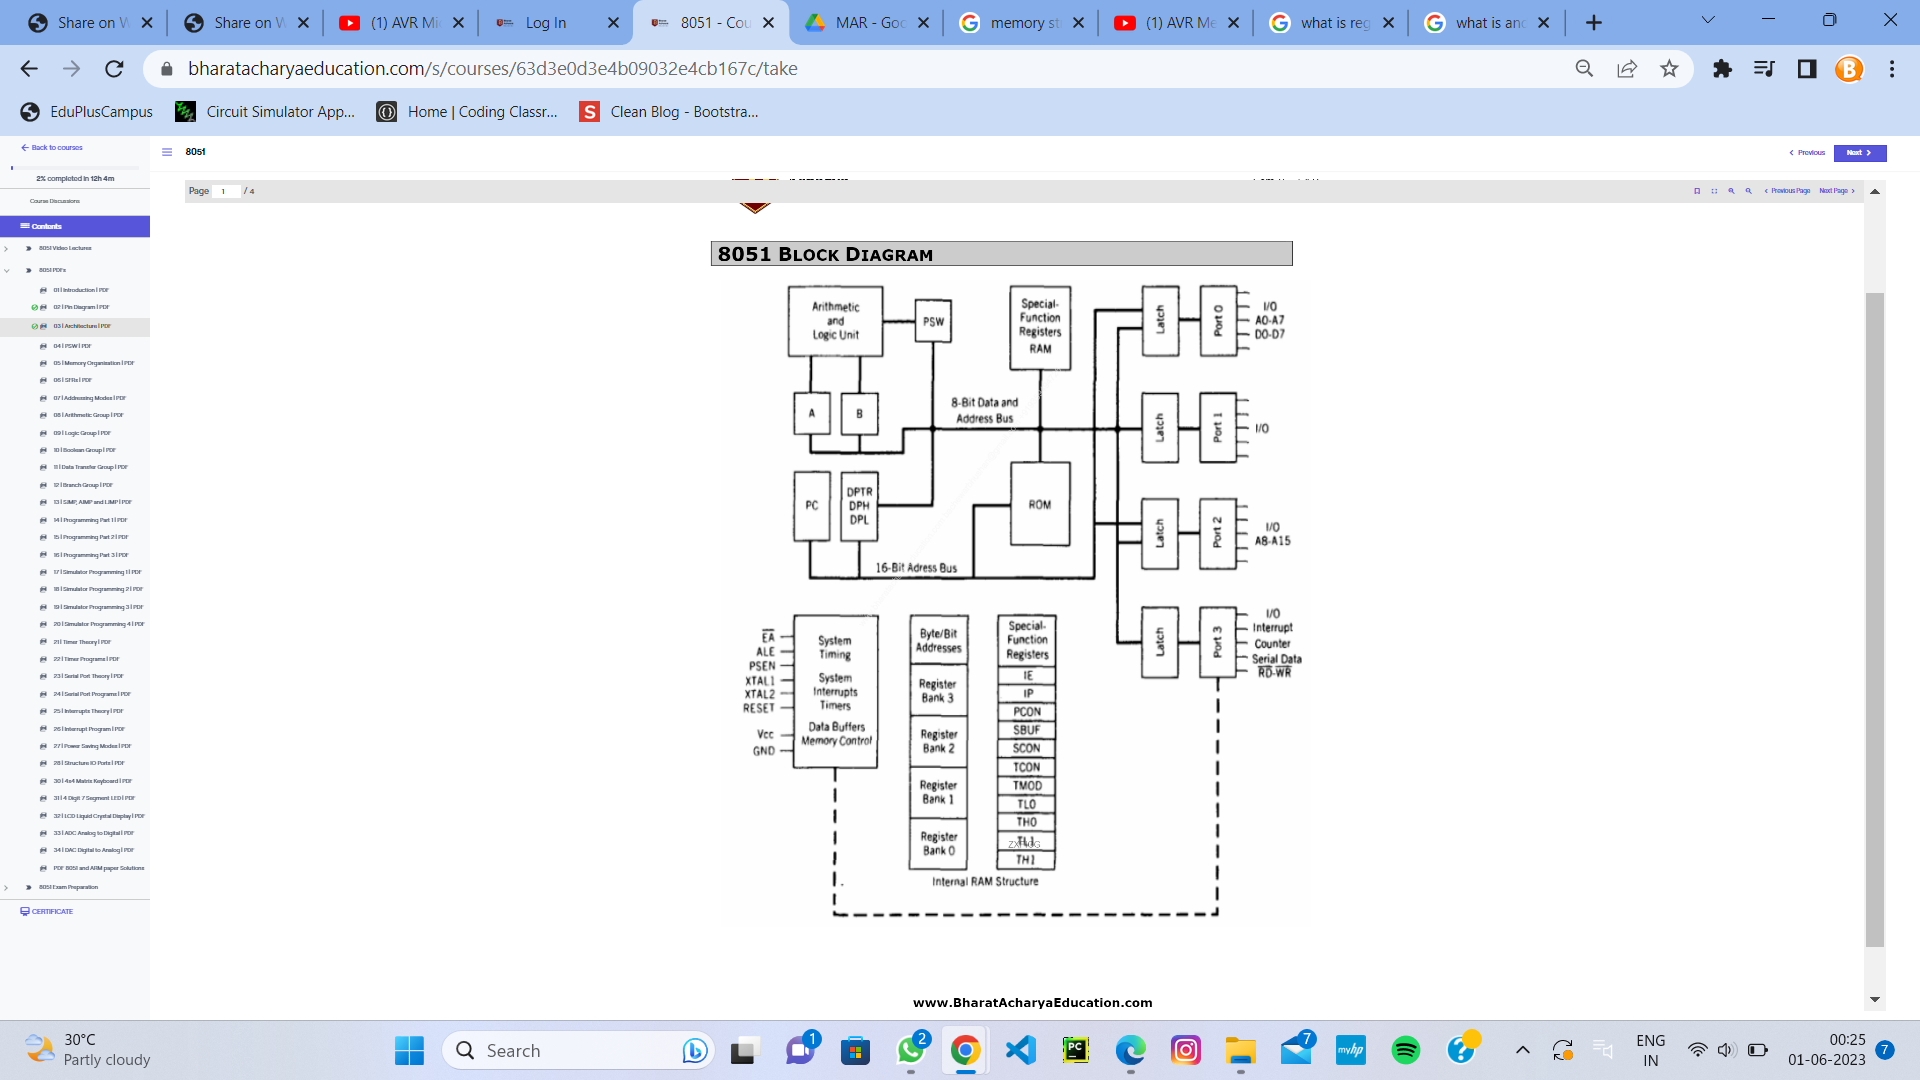 Share on W
Share on W
(1) AVR Mi
Log In
8051 - Cou
MAR - Goo
memory st
(1) AVR Me
what is reg
what is and
bharatacharyaeducation.com/s/courses/63d3e0d3e4b09032e4cb167c/take
EduPlusCampus
Circuit Simulator App...
Home | Coding Classr...
Clean Blog - Bootstra...
Back to courses
2% completed in 12h 4m
Course Discussions
Contents
8051 Video Lectures
8051 PDFs
01 | Introduction | PDF
02 | Pin Diagram | PDF
03 | Architecture | PDF
04 | PSW | PDF
05 | Memory Organisation | PDF
06 | SFRs | PDF
07 | Addressing Modes | PDF
08 | Arithmetic Group | PDF
09 | Logic Group | PDF
10 | Boolean Group | PDF
11 | Data Transfer Group | PDF
12 | Branch Group | PDF
13 | SJMP, AJMP and LJMP | PDF
14 | Programming Part 1 | PDF
15 | Programming Part 2 | PDF
16 | Programming Part 3 | PDF
17 | Simulator Programming 1 | PDF
18 | Simulator Programming 2 | PDF
19 | Simulator Programming 3 | PDF
20 | Simulator Programming 4 | PDF
21 | Timer Theory | PDF
22 | Timer Programs | PDF
23 | Serial Port Theory | PDF
24 | Serial Port Programs | PDF
25 | Interrupts Theory | PDF
26 | Interrupt Program | PDF
27 | Power Saving Modes | PDF
28 | Structure IO Ports | PDF
30 | 4x4 Matrix Keyboard | PDF
31 | 4 Digit 7 Segment LED | PDF
32 | LCD Liquid Crystal Display | PDF
33 | ADC Analog to Digital | PDF
34 | DAC Digital to Analog | PDF
PDF 8051 and ARM paper Solutions
8051 Exam Preparation
CERTIFICATE
8051
Previous
Next
Page 1 / 4
Previous Page
Next Page
8051 BLOCK DIAGRAM
Arithmetic
and
Logic Unit
PSW
Special-
Function
Registers
RAM
Latch
Port 0
I/O
A0-A7
D0-D7
A
B
8-Bit Data and
Address Bus
Latch
Port 1
I/O
PC
DPTR
DPH
DPL
ROM
Latch
Port 2
I/O
A8-A15
16-Bit Adress Bus
EA
ALE
PSEN
XTAL1
XTAL2
RESET
Vcc
GND
System
Timing
System
Interrupts
Timers
Data Buffers
Memory Control
Byte/Bit
Addresses
Register
Bank 3
Register
Bank 2
Register
Bank 1
Register
Bank 0
Special-
Function
Registers
IE
IP
PCON
SBUF
SCON
TCON
TMOD
TL0
TH0
TL1
TH1
Internal RAM Structure
Latch
Port 3
I/O
Interrupt
Counter
Serial Data
RD-WR
www.BharatAcharyaEducation.com
30°C
Partly cloudy
Search
1
2
PC
7
myhp
ENG
IN
00:25
01-06-2023
7